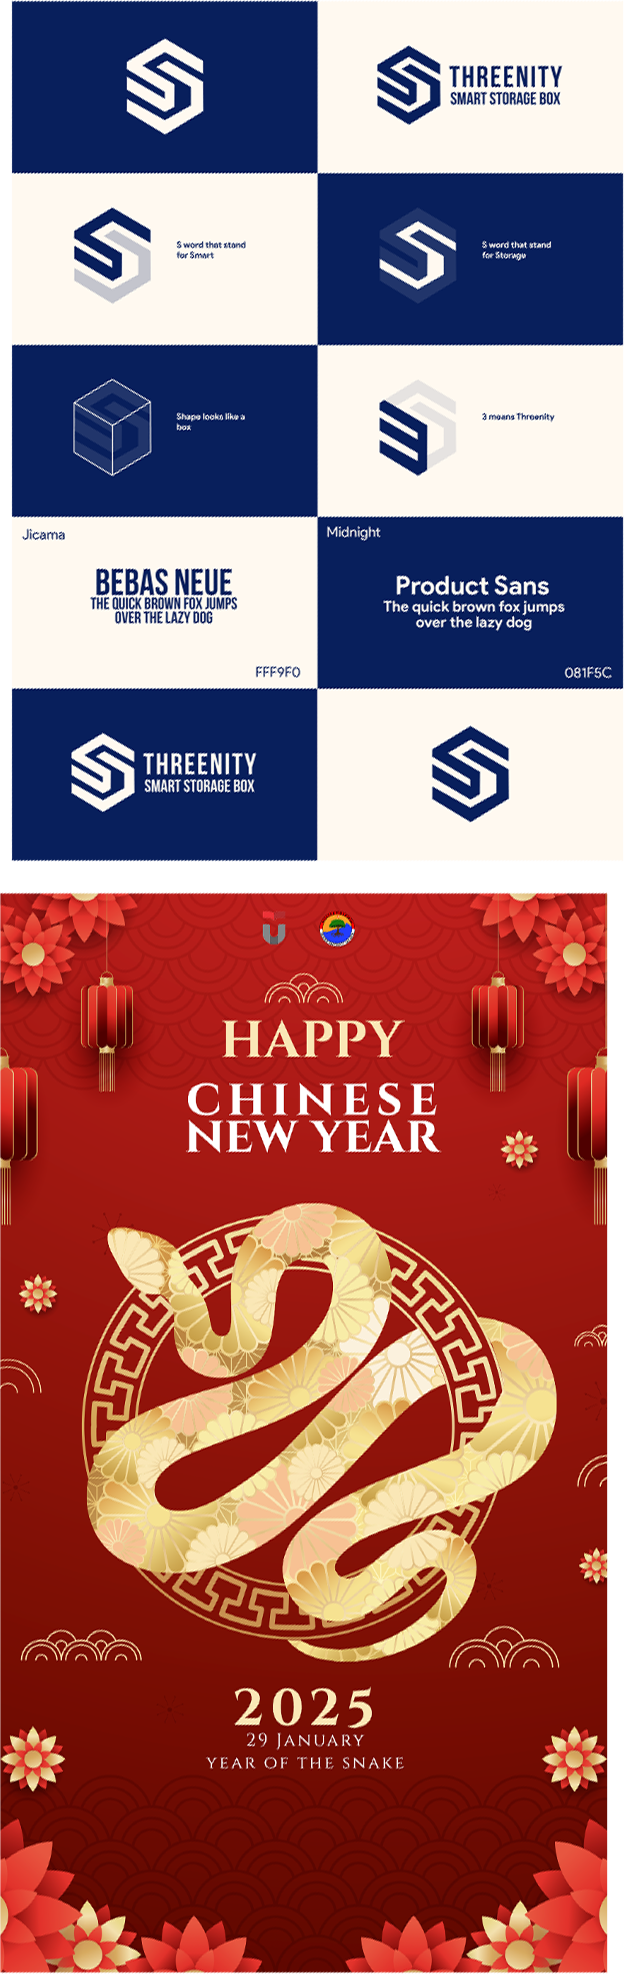 THREENITY
SMART STORAGE BOX
S word that stand
for Smart
S word that stand
for Storage
Shape looks like a
box
3 means Threenity
Jicama
BEBAS NEUE
THE QUICK BROWN FOX JUMPS
OVER THE LAZY DOG
FFF9F0
Midnight
Product Sans
The quick brown fox jumps
over the lazy dog
081F5C
THREENITY
SMART STORAGE BOX
HAPPY
CHINESE
NEW YEAR
2025
29 JANUARY
YEAR OF THE SNAKE